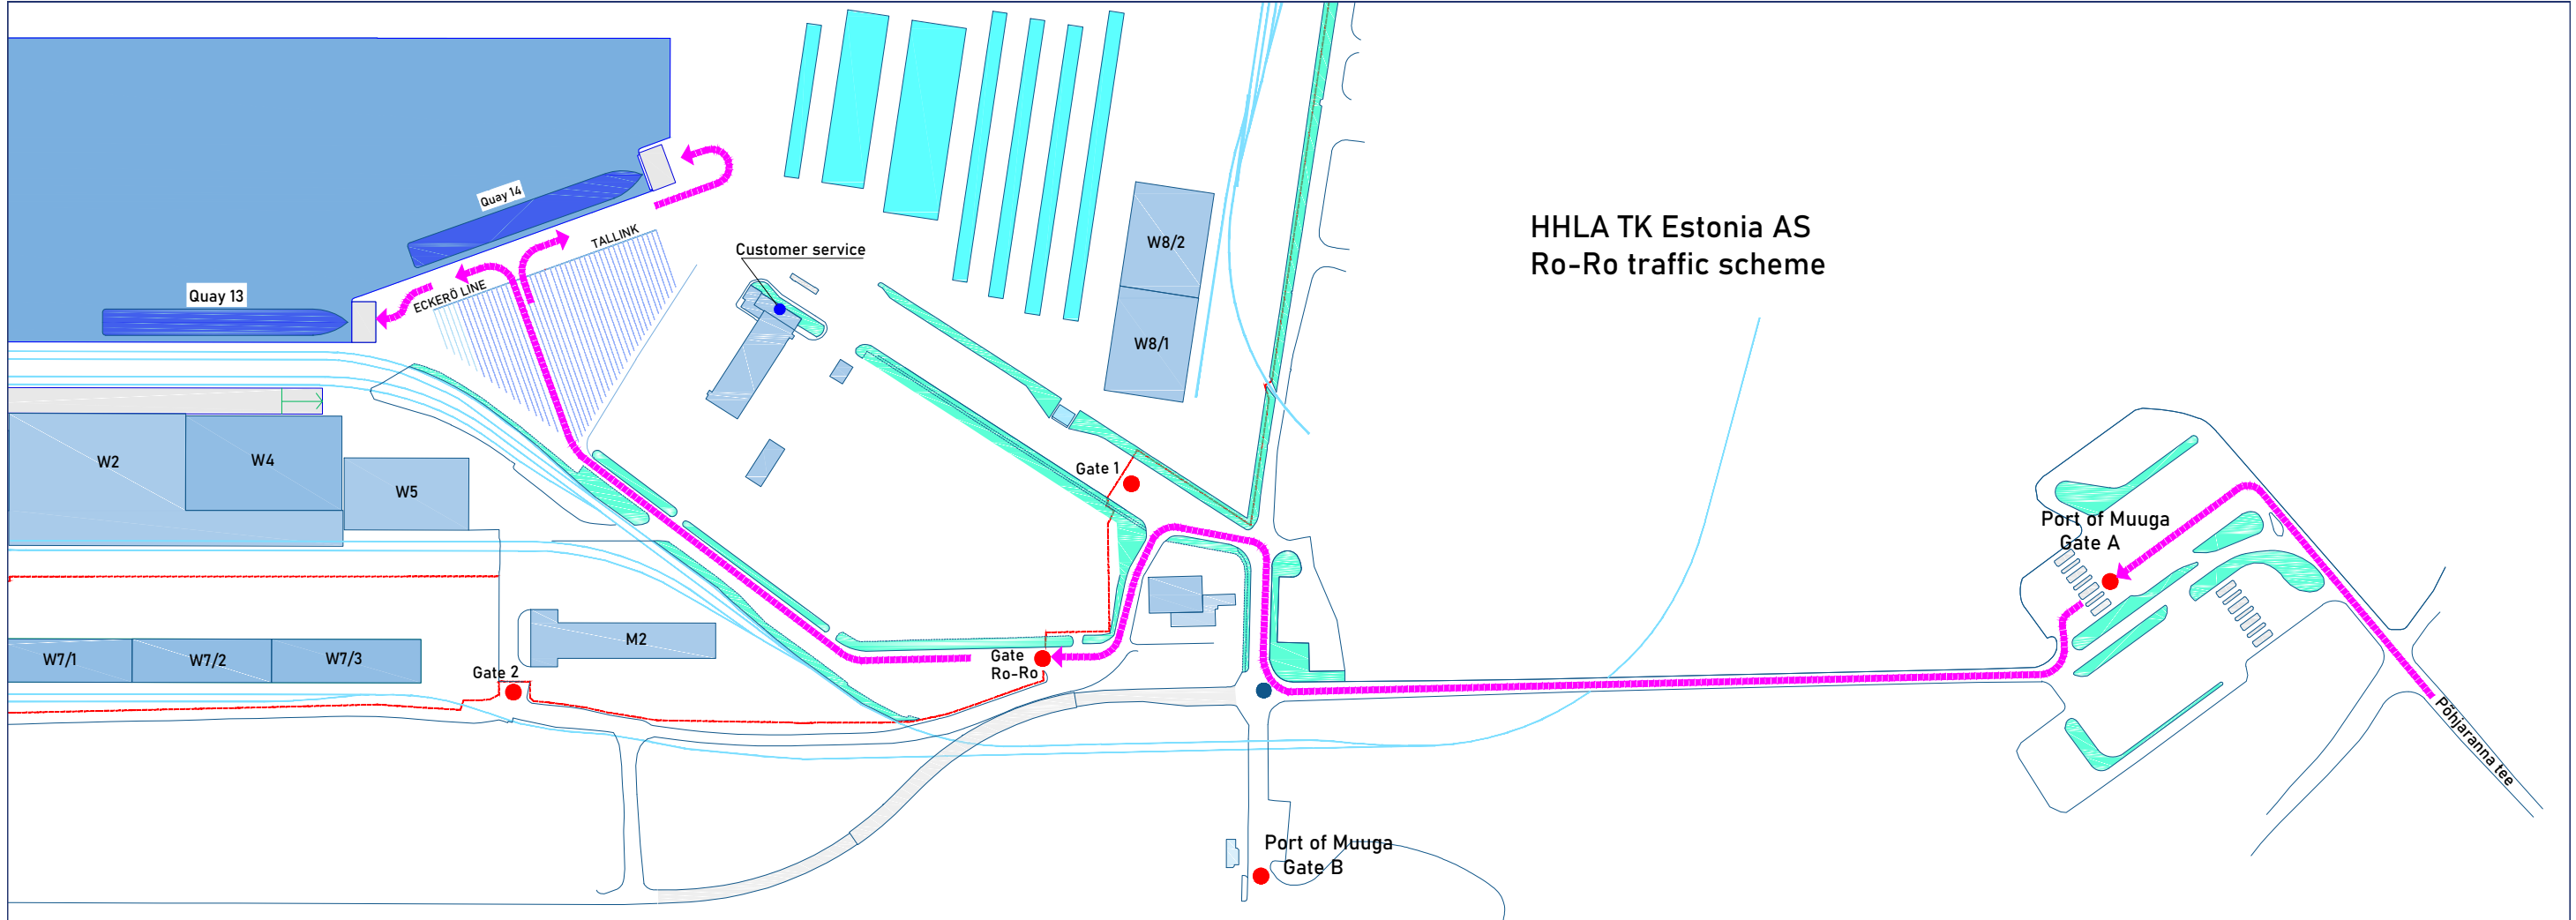 HHLA TK Estonia AS
Ro-Ro traffic scheme
Quay 14
TALLINK
Customer service
W8/2
Quay 13
ECKERÖ LINE
W8/1
W2
W4
W5
Gate 1
Port of Muuga
Gate A
W7/1
W7/2
W7/3
M2
Gate
Ro-Ro
Gate 2
Põhjaranna tee
Port of Muuga
Gate B